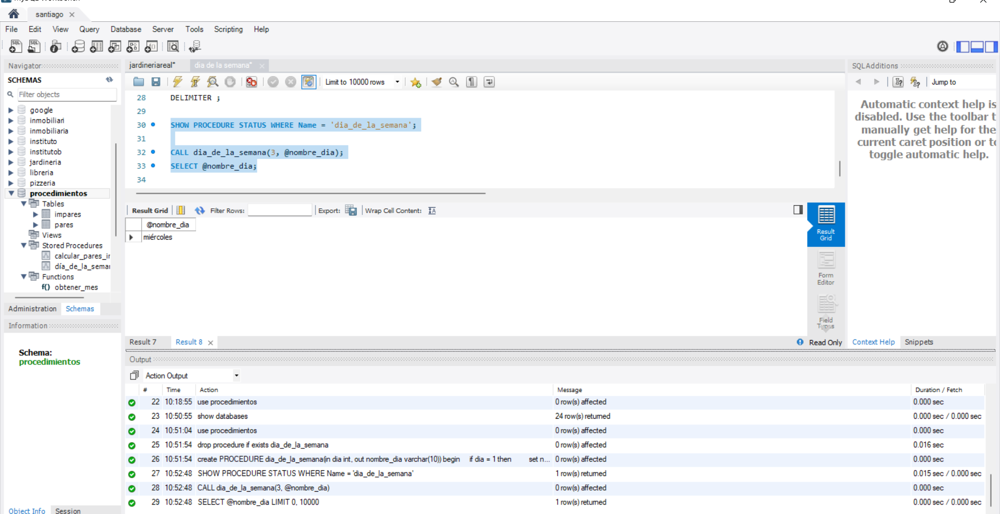 santiago
File Edit View Query Database Server Tools Scripting Help
Navigator
SCHEMAS
Filter objects
google
inmobiliari
inmobiliaria
instituto
institutob
jardineria
libreria
pizzeria
procedimientos
Tables
impares
pares
Views
Stored Procedures
calcular_pares_ir
día_de_la_semar
Functions
f() obtener_mes
Administration Schemas
Information
Schema:
procedimientos
Object Info Session
jardineriareal* dia de la semana*
Limit to 10000 rows
28 DELIMITER ;
29
30 SHOW PROCEDURE STATUS WHERE Name = 'dia_de_la_semana';
31
32 CALL dia_de_la_semana(3, @nombre_dia);
33 SELECT @nombre_dia;
34
Result Grid Filter Rows: Export: Wrap Cell Content:
@nombre_dia
miércoles
Result Grid
Form Editor
Field Types
Result 7 Result 8 Read Only
SQLAdditions
Jump to
Automatic context help is
disabled. Use the toolbar t
manually get help for the
current caret position or to
toggle automatic help.
Context Help Snippets
Output
Action Output
# Time Action Message Duration / Fetch
22 10:18:55 use procedimientos 0 row(s) affected 0.000 sec
23 10:50:55 show databases 24 row(s) returned 0.000 sec / 0.000 sec
24 10:51:04 use procedimientos 0 row(s) affected 0.000 sec
25 10:51:54 drop procedure if exists dia_de_la_semana 0 row(s) affected 0.016 sec
26 10:51:54 create PROCEDURE dia_de_la_semana(in dia int, out nombre_dia varchar(10)) begin if dia = 1 then set n... 0 row(s) affected 0.000 sec
27 10:52:48 SHOW PROCEDURE STATUS WHERE Name = 'dia_de_la_semana' 1 row(s) returned 0.015 sec / 0.000 sec
28 10:52:48 CALL dia_de_la_semana(3, @nombre_dia) 0 row(s) affected 0.000 sec
29 10:52:48 SELECT @nombre_dia LIMIT 0, 10000 1 row(s) returned 0.000 sec / 0.000 sec